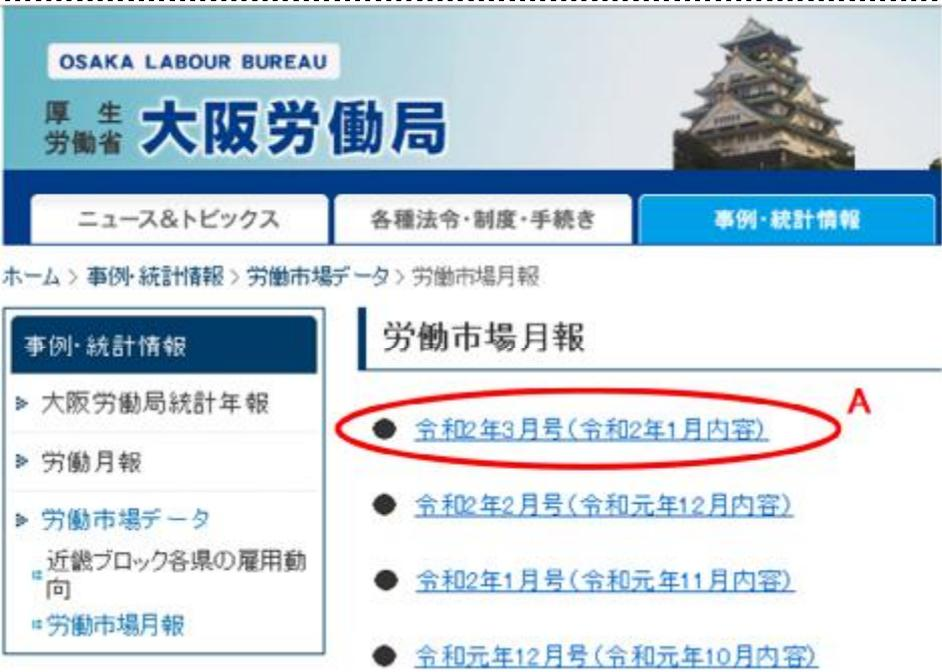 OSAKA LABOUR BUREAU
厚生労働省 大阪労働局
ニュース&トピックス 各種法令・制度・手続き 事例・統計情報
ホーム > 事例・統計情報 > 労働市場データ > 労働市場月報
事例・統計情報
大阪労働局統計年報
労働月報
労働市場データ
近畿ブロック各県の雇用動
向
労働市場月報
労働市場月報
A
令和2年3月号(令和2年1月内容)
令和2年2月号(令和元年12月内容)
令和2年1月号(令和元年11月内容)
令和元年12月号(令和元年10月内容)